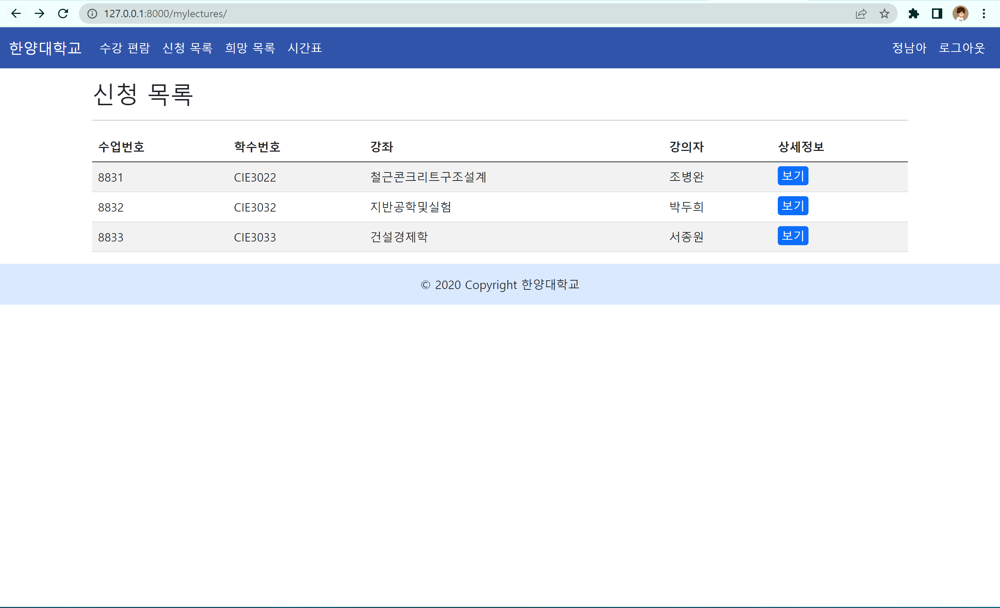 127.0.0.1:8000/mylectures/
한양대학교 수강 편람 신청 목록 희망 목록 시간표 정남아 로그아웃
신청 목록
수업번호 학수번호 강좌 강의자 상세정보
8831 CIE3022 철근콘크리트구조설계 조병완 보기
8832 CIE3032 지반공학및실험 박두희 보기
8833 CIE3033 건설경제학 서종원 보기
© 2020 Copyright 한양대학교